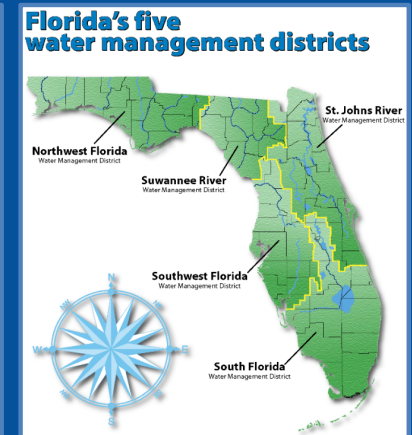 Florida's five
water management districts
St. Johns River
Water Management District
Northwest Florida
Water Management District
Suwannee River
Water Management District
Southwest Florida
Water Management District
South Florida
Water Management District
N
W
E
S